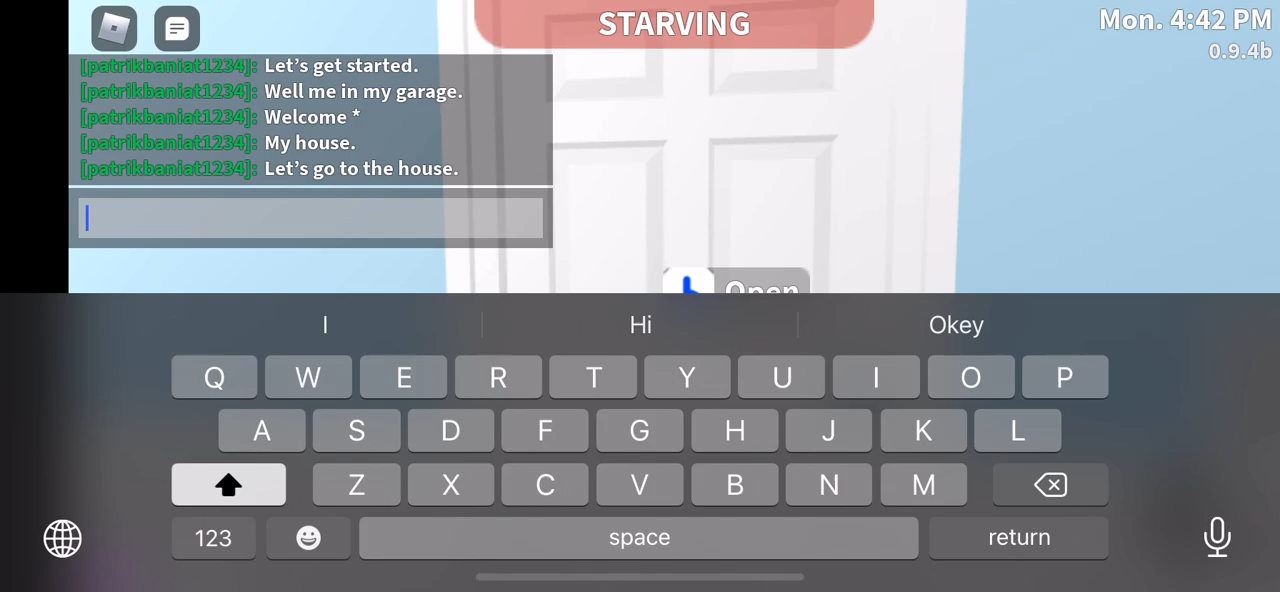 STARVING
Mon. 4:42 PM
0.9.4b
[patrikbaniat1234]: Let’s get started.
[patrikbaniat1234]: Well me in my garage.
[patrikbaniat1234]: Welcome *
[patrikbaniat1234]: My house.
[patrikbaniat1234]: Let’s go to the house.
Open
I Hi Okey
Q W E R T Y U I O P
A S D F G H J K L
Z X C V B N M
123 space return